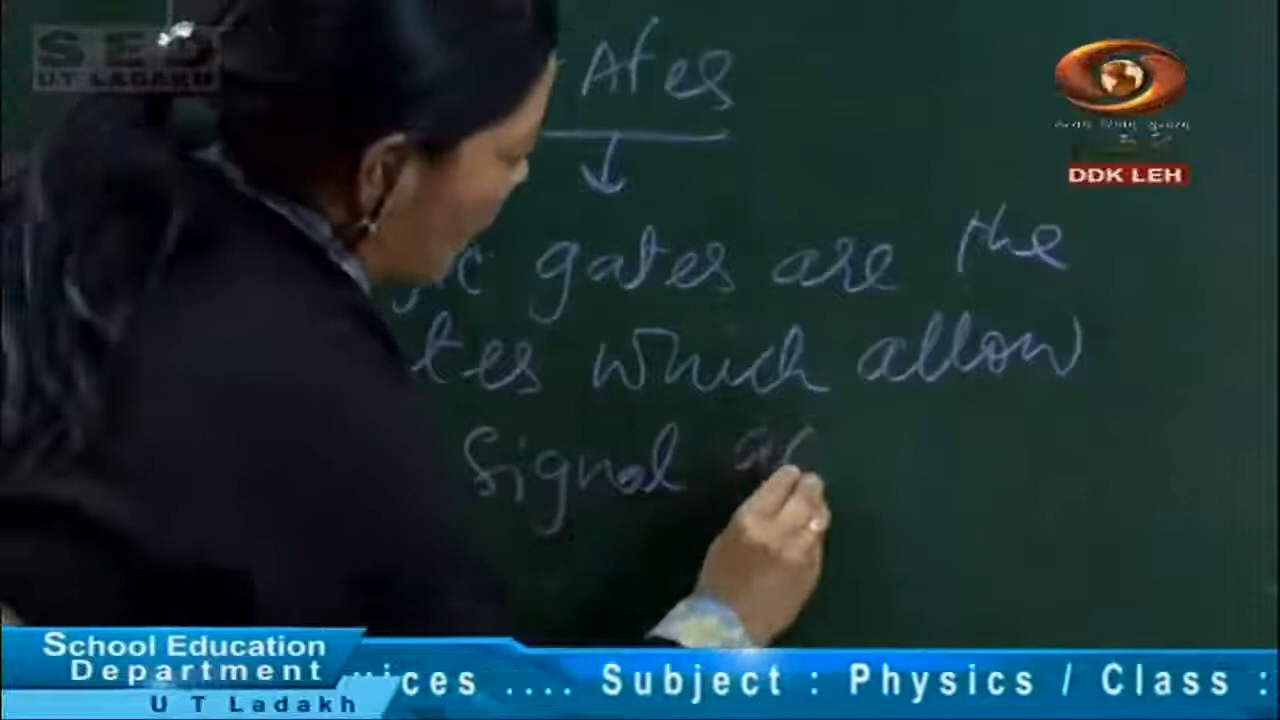 SED
UT LADAKH
Ates
DDK LEH
gates are the
tes which allow
Signal
School Education
Department
UT Ladakh
ices .... Subject : Physics / Class :